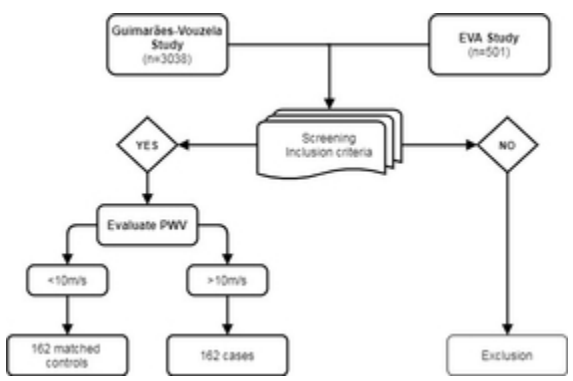 Guimarães-Vouzela
Study
(n=3038)
EVA Study
(n=501)
Screening
Inclusion criteria
YES
NO
Evaluate PWV
<10m/s
>10m/s
162 matched
controls
162 cases
Exclusion